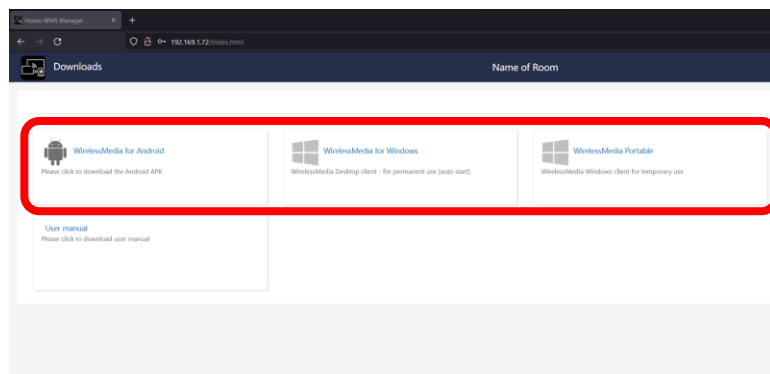 Home-WMS Manager
192.168.1.72/index.html
Downloads
Name of Room
WirelessMedia for Android
Please click to download the Android APK
WirelessMedia for Windows
WirelessMedia Desktop client - for permanent use (auto start)
WirelessMedia Portable
WirelessMedia Windows client for temporary use
User manual
Please click to download user manual